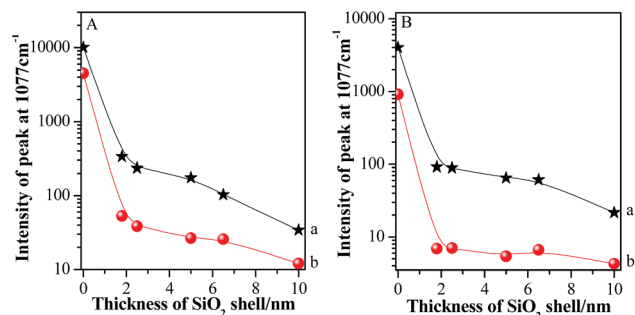 A
Intensity of peak at 1077cm⁻¹
10000
1000
100
10
a
b
0 2 4 6 8 10
Thickness of SiO₂ shell/nm
B
Intensity of peak at 1077cm⁻¹
10000
1000
100
10
a
b
0 2 4 6 8 10
Thickness of SiO₂ shell/nm